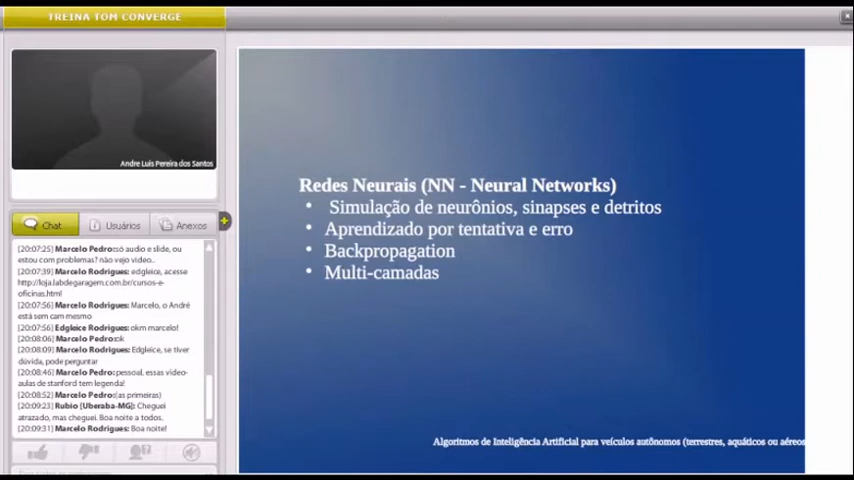 TREINA TOM CONVERGE
Andre Luis Pereira dos Santos
Chat
Usuários
Anexos
[20:07:25] Marcelo Pedro:só audio e slide, ou
estou com problemas? não vejo video..
[20:07:39] Marcelo Rodrigues: edgleice, acesse
http://loja.labdegaragem.com.br/cursos-e-
oficinas.html
[20:07:56] Marcelo Rodrigues: Marcelo, o André
está sem cam mesmo
[20:07:56] Edgleice Rodrigues: okm marcelo!
[20:08:06] Marcelo Pedro:ok
[20:08:09] Marcelo Rodrigues: Edgleice, se tiver
dúvida, pode perguntar
[20:08:46] Marcelo Pedro:pessoal, essas video-
aulas de stanford tem legenda!
[20:08:52] Marcelo Pedro:(as primeiras)
[20:09:23] Rubio [Uberaba-MG]: Cheguei
atrazado, mas cheguei. Boa noite a todos.
[20:09:31] Marcelo Rodrigues: Boa noite!
Redes Neurais (NN - Neural Networks)
• Simulação de neurônios, sinapses e detritos
• Aprendizado por tentativa e erro
• Backpropagation
• Multi-camadas
Algoritmos de Inteligência Artificial para veículos autônomos (terrestres, aquáticos ou aéreos